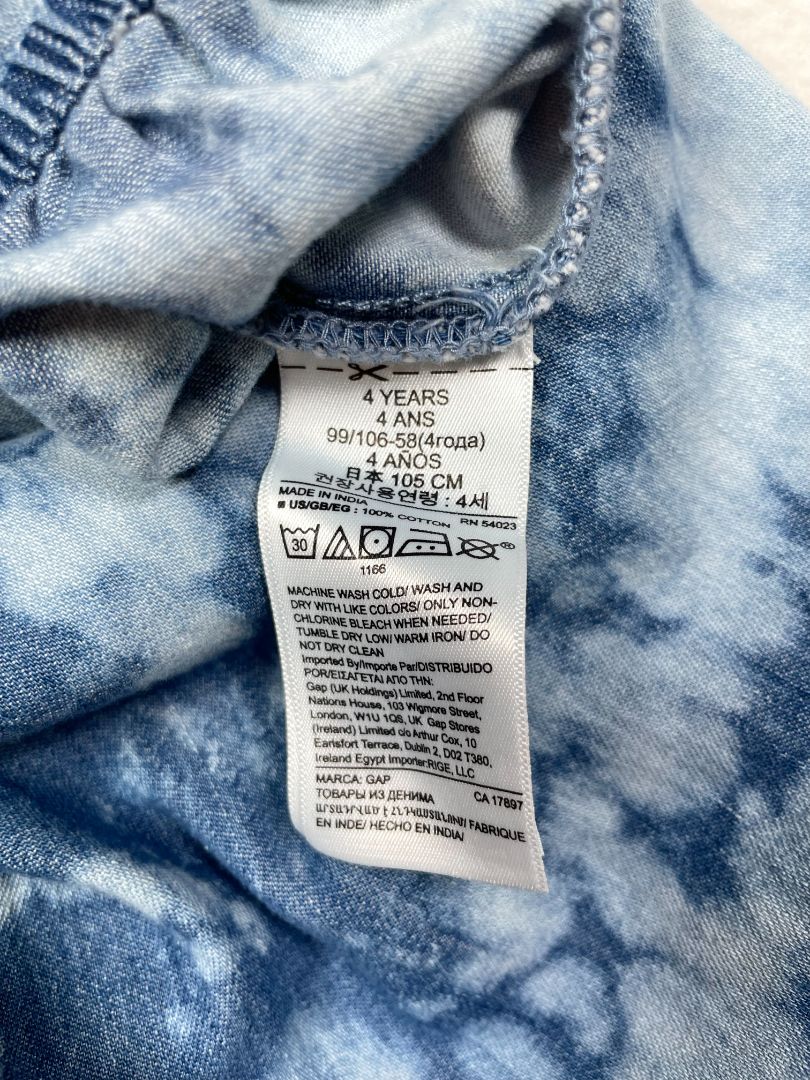 4 YEARS
4 ANS
99/106-58(4года)
4 AÑOS
日本 105 CM
권장사용연령 : 4세
MADE IN INDIA
US/GB/EG : 100% COTTON RN 54023
30
1166
MACHINE WASH COLD/ WASH AND
DRY WITH LIKE COLORS/ ONLY NON-
CHLORINE BLEACH WHEN NEEDED/
TUMBLE DRY LOW/ WARM IRON/ DO
NOT DRY CLEAN
Imported By/Importe Par/DISTRIBUIDO
POR/ΕΙΣΑΓΕΤΑΙ ΑΠΟ ΤΗΝ:
Gap (UK Holdings) Limited, 2nd Floor
Nations House, 103 Wigmore Street,
London, W1U 1QS, UK Gap Stores
(Ireland) Limited c/o Arthur Cox, 10
Earlsfort Terrace, Dublin 2, D02 T380,
Ireland Egypt Importer:RIGE, LLC
MARCA: GAP
ТОВАРЫ ИЗ ДЕНИМА CA 17897
ԱՐՏԱԴՐՎԱԾ Է ՀՆԴԿԱՍՏԱՆՈՒՄ/ FABRIQUE
EN INDE/ HECHO EN INDIA/